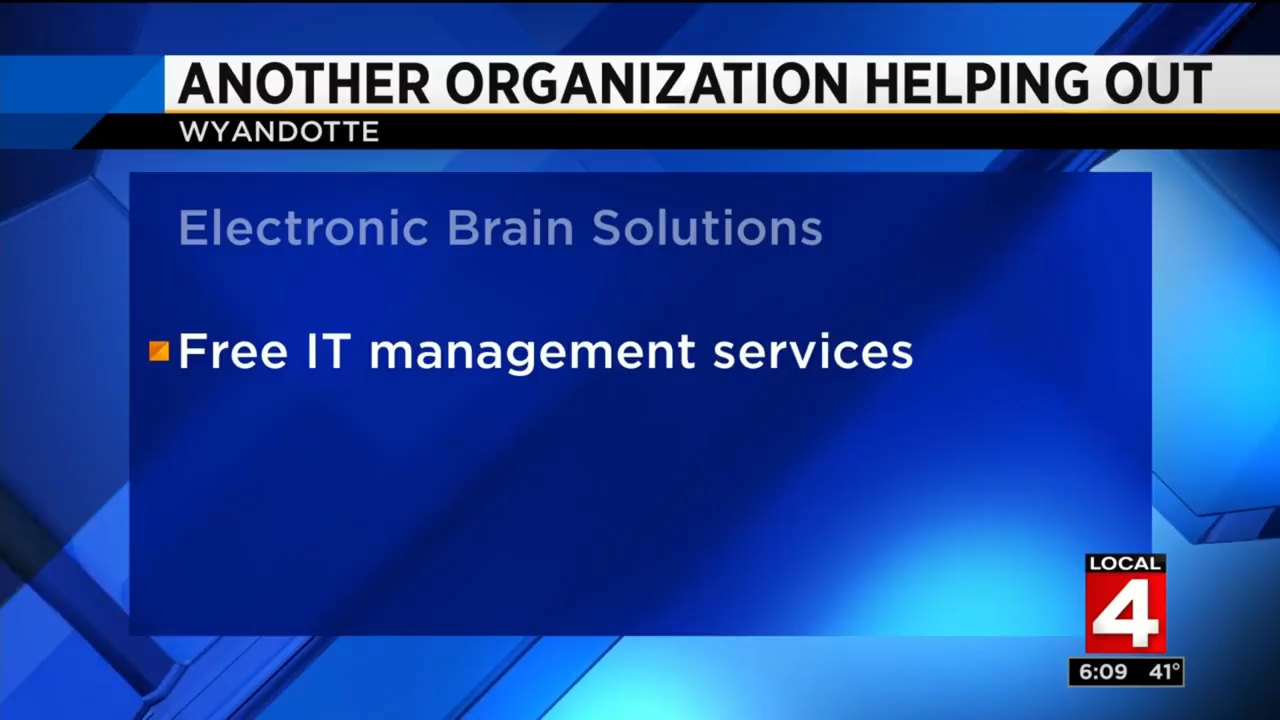 ANOTHER ORGANIZATION HELPING OUT
WYANDOTTE
Electronic Brain Solutions
Free IT management services
LOCAL
4
6:09 41°